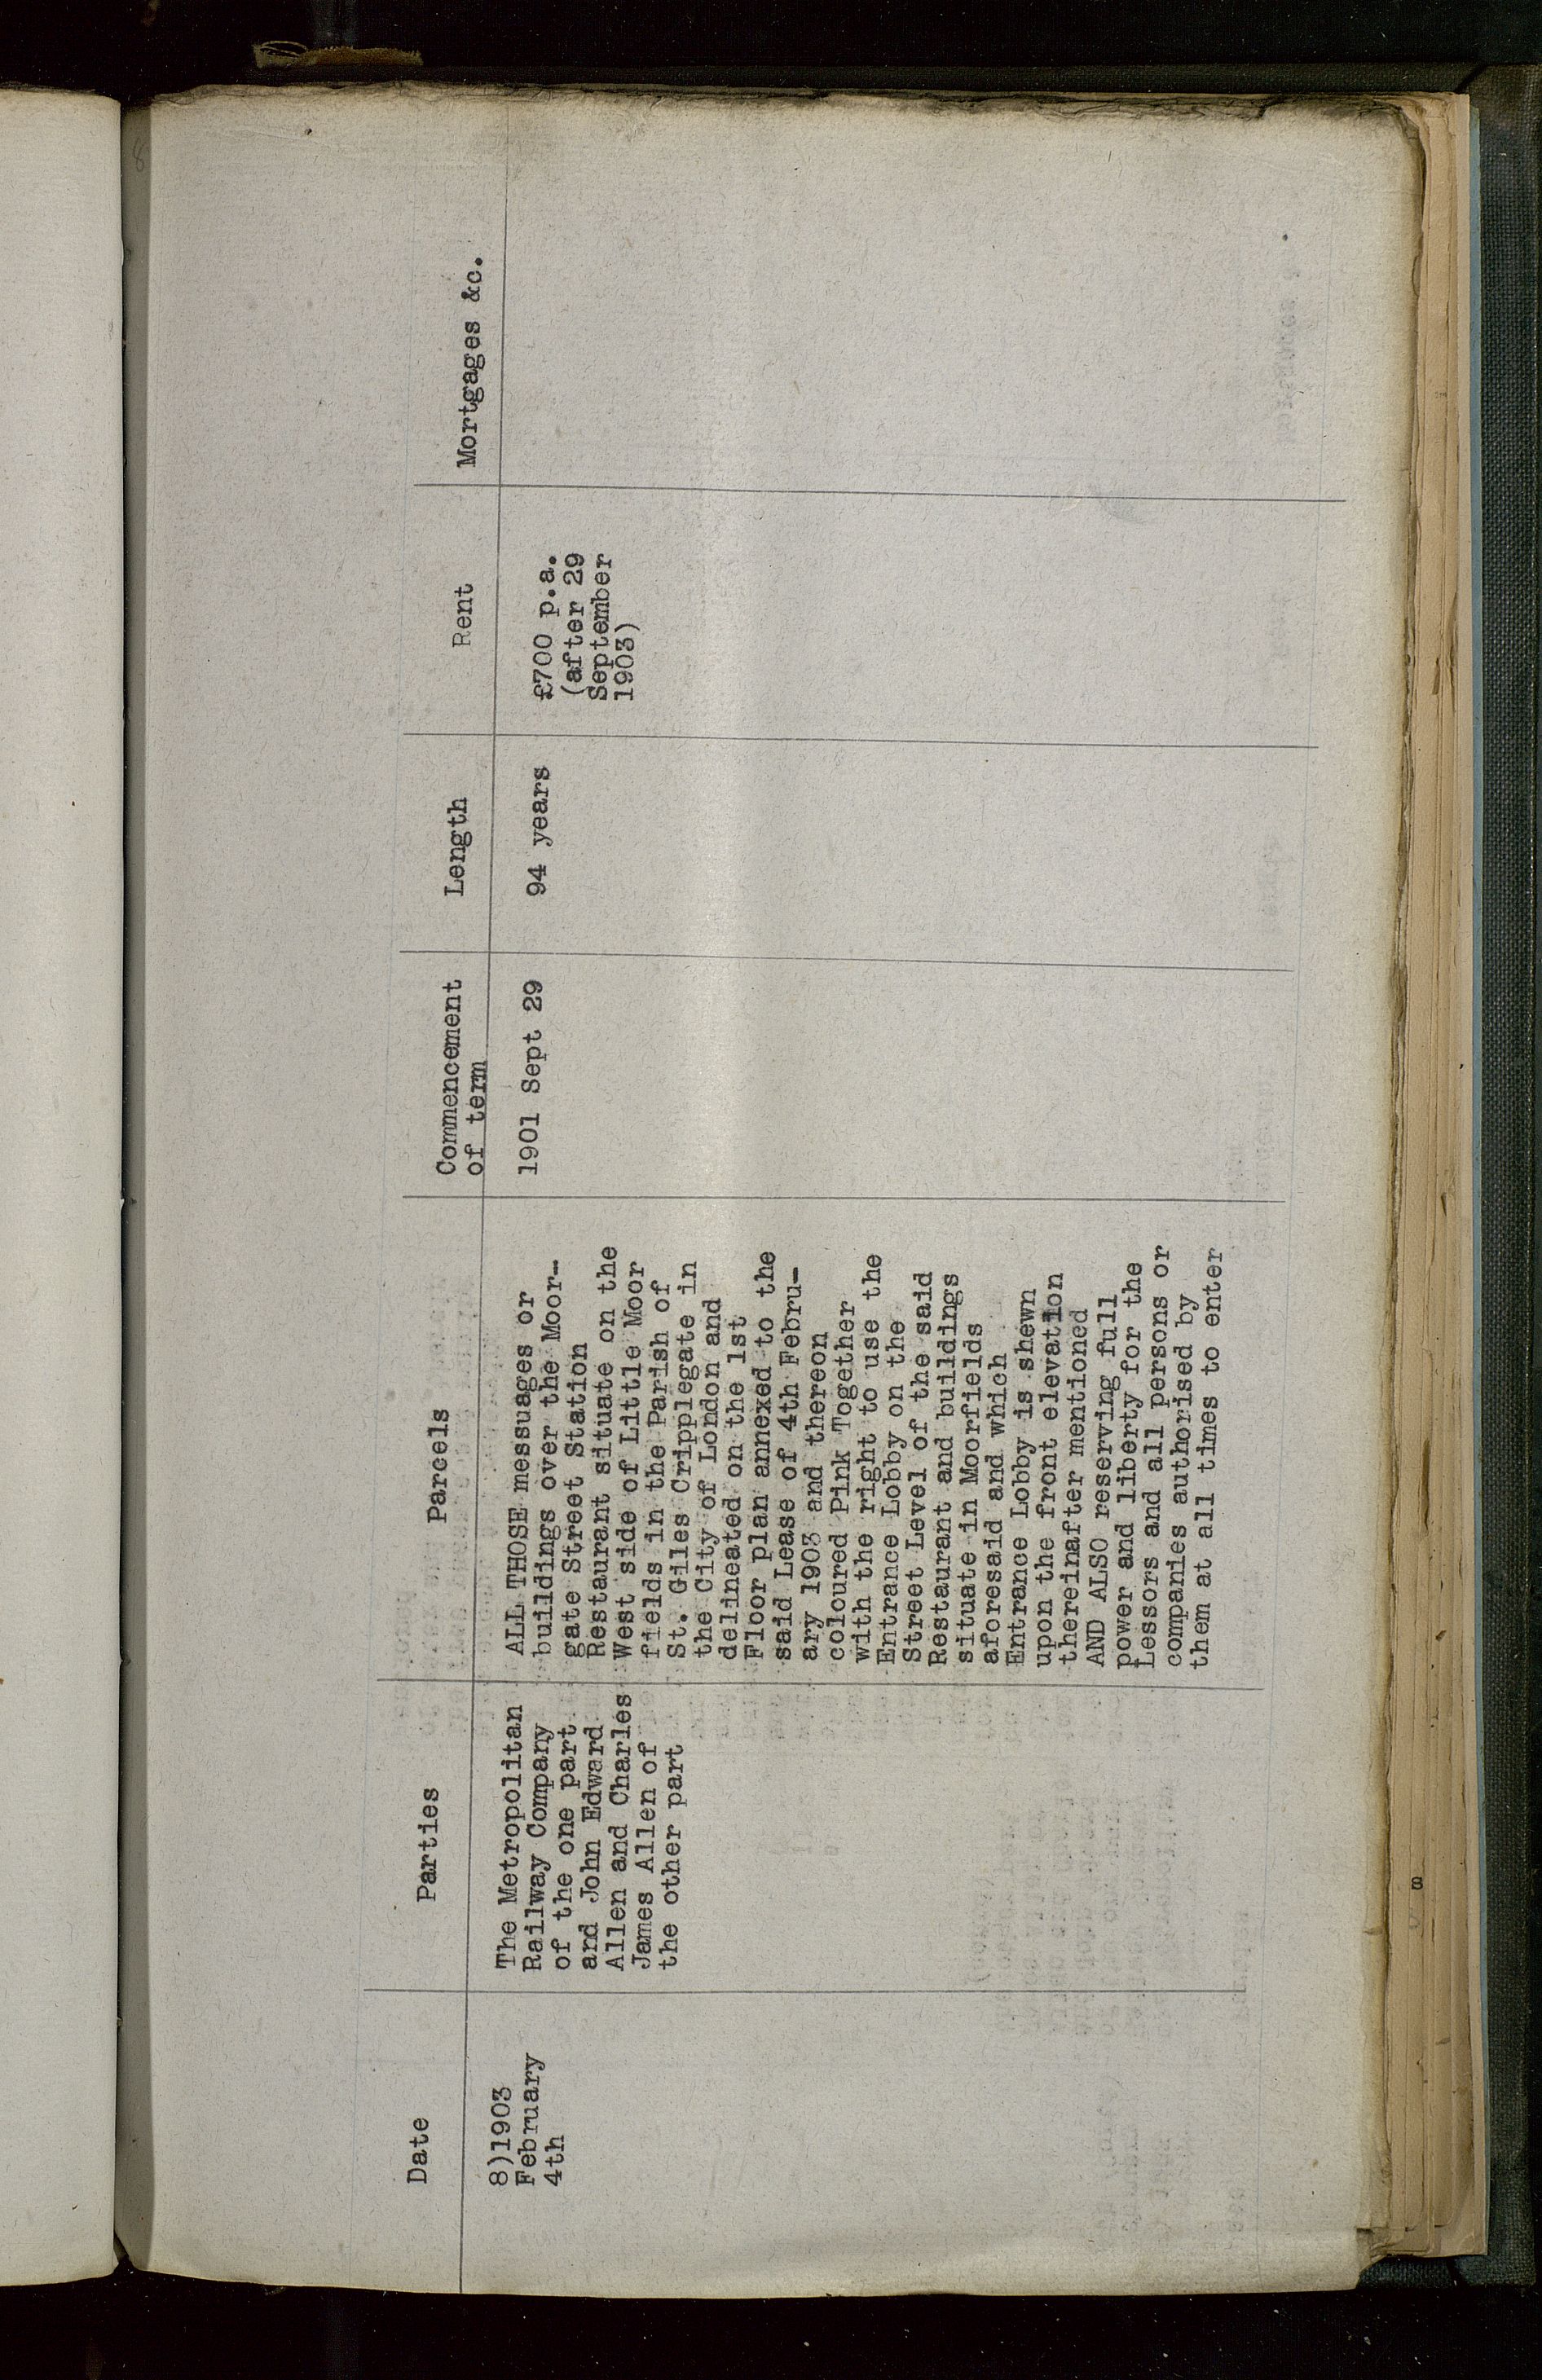 Date
Parties
Parcels
Commencement
of term
Length
Rent
Mortgages &c.
8)1903
February
4th
The Metropolitan
Railway Company
of the one part
and John Edward
Allen and Charles
James Allen of
the other part
ALL THOSE messuages or
buildings over the Moor-
gate Street Station
Restaurant situate on the
West side of Little Moor
fields in the Parish of
St. Giles Cripplegate in
the City of London and
delineated on the 1st
Floor plan annexed to the
said Lease of 4th Febru-
ary 1903 and thereon
coloured Pink Together
with the right to use the
Entrance Lobby on the
Street Level of the said
Restaurant and buildings
situate in Moorfields
aforesaid and which
Entrance Lobby is shewn
upon the front elevation
thereinafter mentioned
AND ALSO reserving full
power and liberty for the
Lessors and all persons or
companies authorised by
them at all times to enter
1901 Sept 29
94 years
£700 p.a.
(after 29
September
1903)
8
8